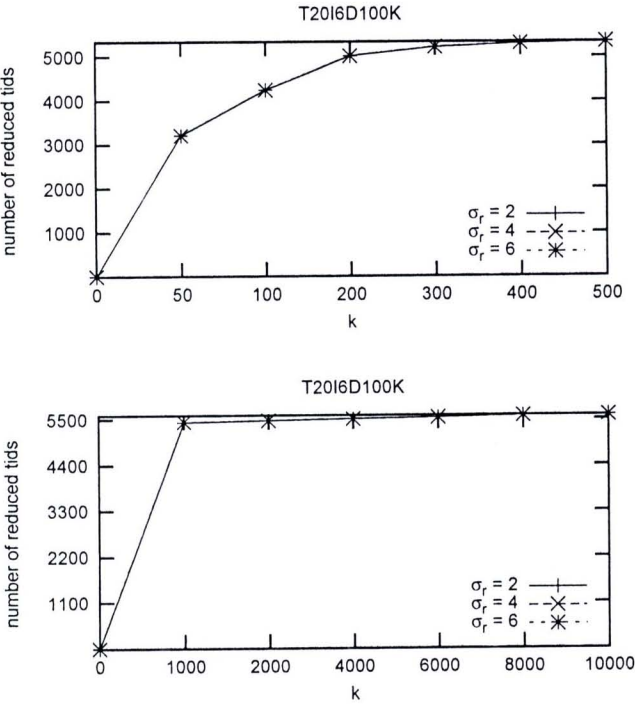 T20I6D100K
number of reduced tids
5000
4000
3000
2000
1000
σr = 2
σr = 4
σr = 6
0 50 100 200 300 400 500
k
T20I6D100K
number of reduced tids
5500
4400
3300
2200
1100
σr = 2
σr = 4
σr = 6
0 1000 2000 4000 6000 8000 10000
k